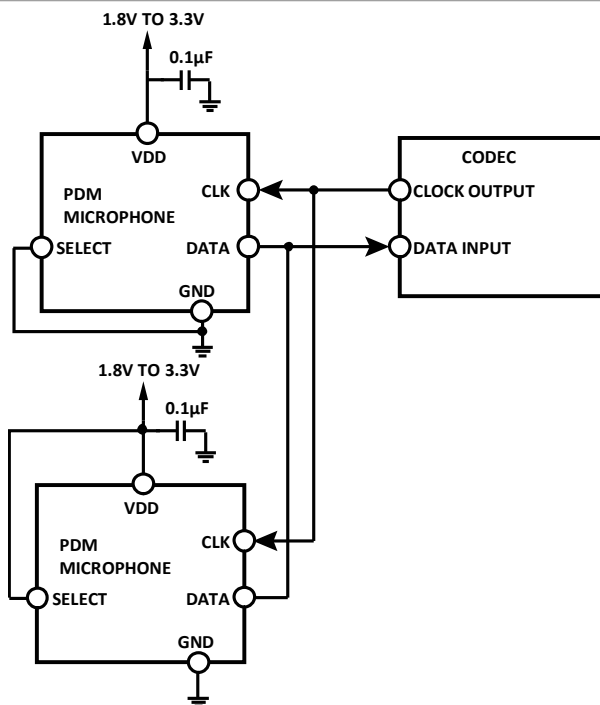 1.8V TO 3.3V
0.1µF
VDD
CODEC
PDM
MICROPHONE
CLK
CLOCK OUTPUT
SELECT
DATA
DATA INPUT
GND
1.8V TO 3.3V
0.1µF
VDD
PDM
MICROPHONE
CLK
SELECT
DATA
GND